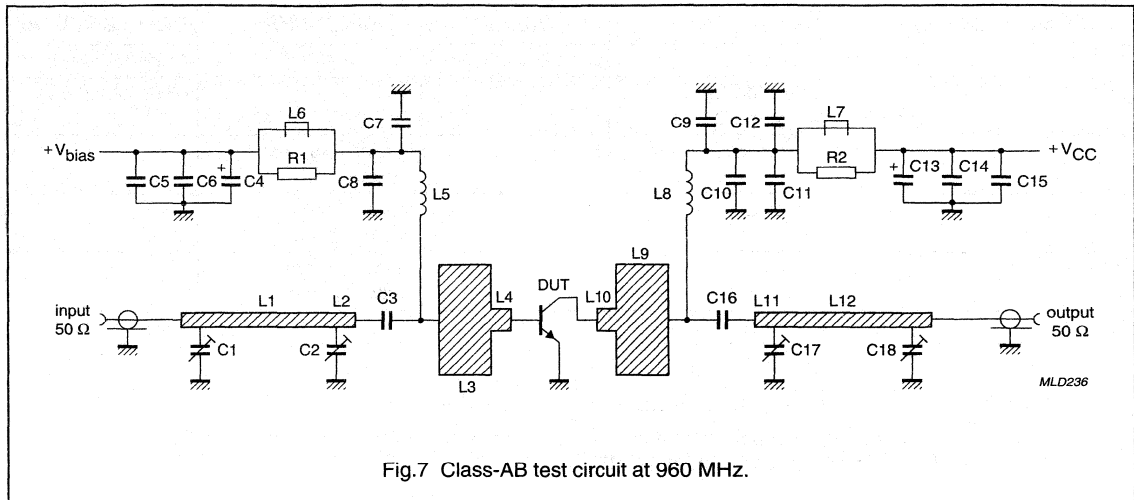 C7
C9
C12
L6
L7
+Vbias
R1
R2
+VCC
C5
C6
+
C4
C8
L5
L8
C10
C11
+
C13
C14
C15
L9
DUT
input
50 Ω
L1
L2
C3
L4
L10
C16
L11
L12
output
50 Ω
C1
C2
C17
C18
L3
MLD236
Fig.7 Class-AB test circuit at 960 MHz.